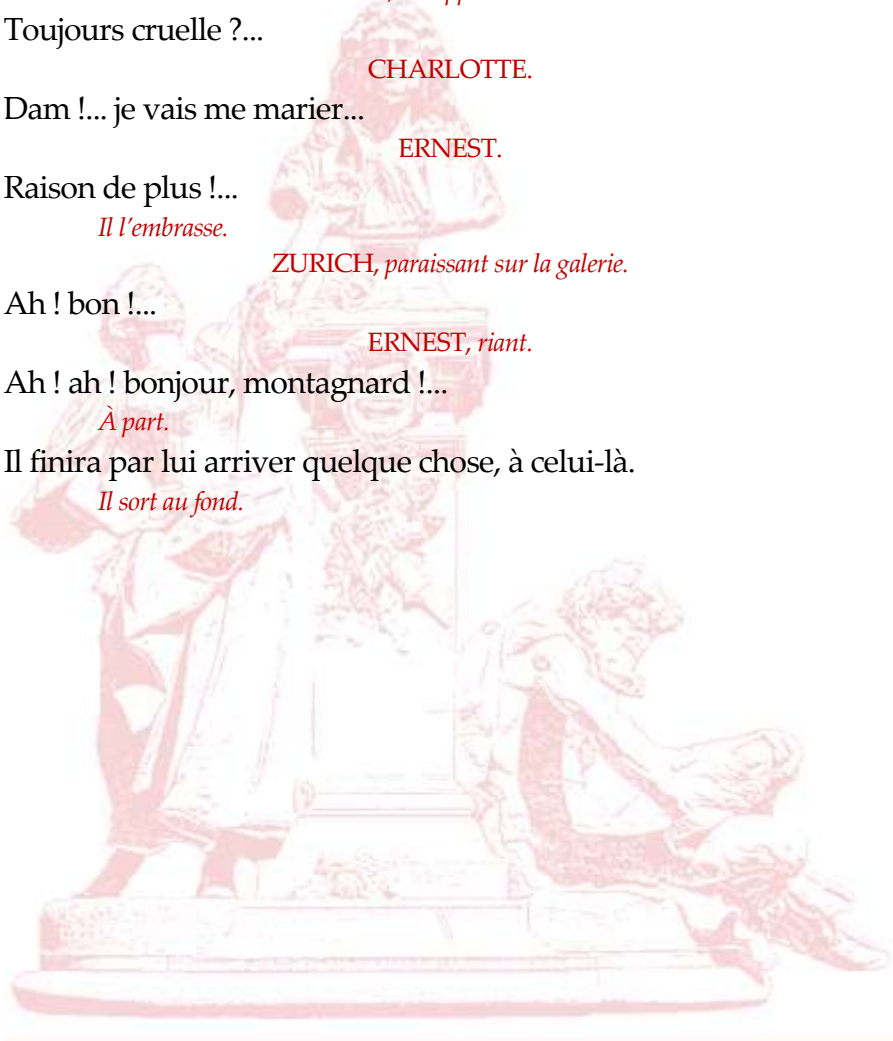 Toujours cruelle ?...
CHARLOTTE.
Dam !... je vais me marier...
ERNEST.
Raison de plus !...
Il l’embrasse.
ZURICH, paraissant sur la galerie.
Ah ! bon !...
ERNEST, riant.
Ah ! ah ! bonjour, montagnard !...
À part.
Il finira par lui arriver quelque chose, à celui-là.
Il sort au fond.